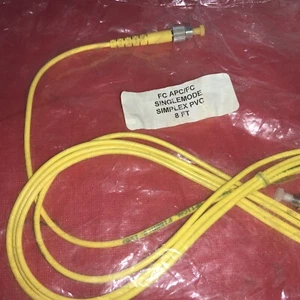 FC APC/FC
SINGLEMODE
SIMPLEX PVC
8 FT